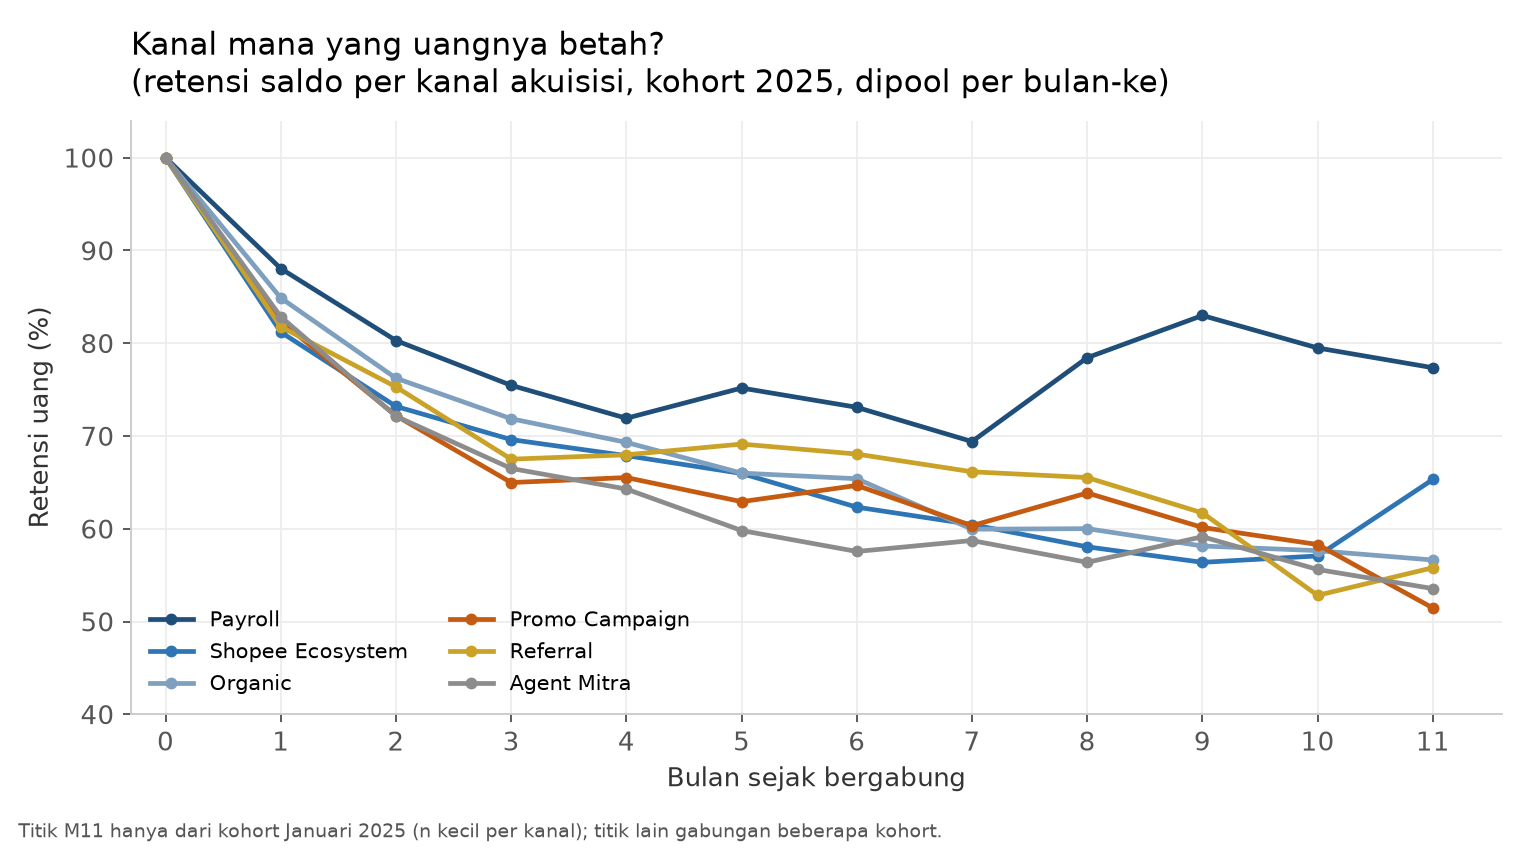 Kanal mana yang uangnya betah?
(retensi saldo per kanal akuisisi, kohort 2025, dipool per bulan-ke)
Retensi uang (%)
100
90
80
70
60
50
40
Payroll
Shopee Ecosystem
Organic
Promo Campaign
Referral
Agent Mitra
0 1 2 3 4 5 6 7 8 9 10 11
Bulan sejak bergabung
Titik M11 hanya dari kohort Januari 2025 (n kecil per kanal); titik lain gabungan beberapa kohort.